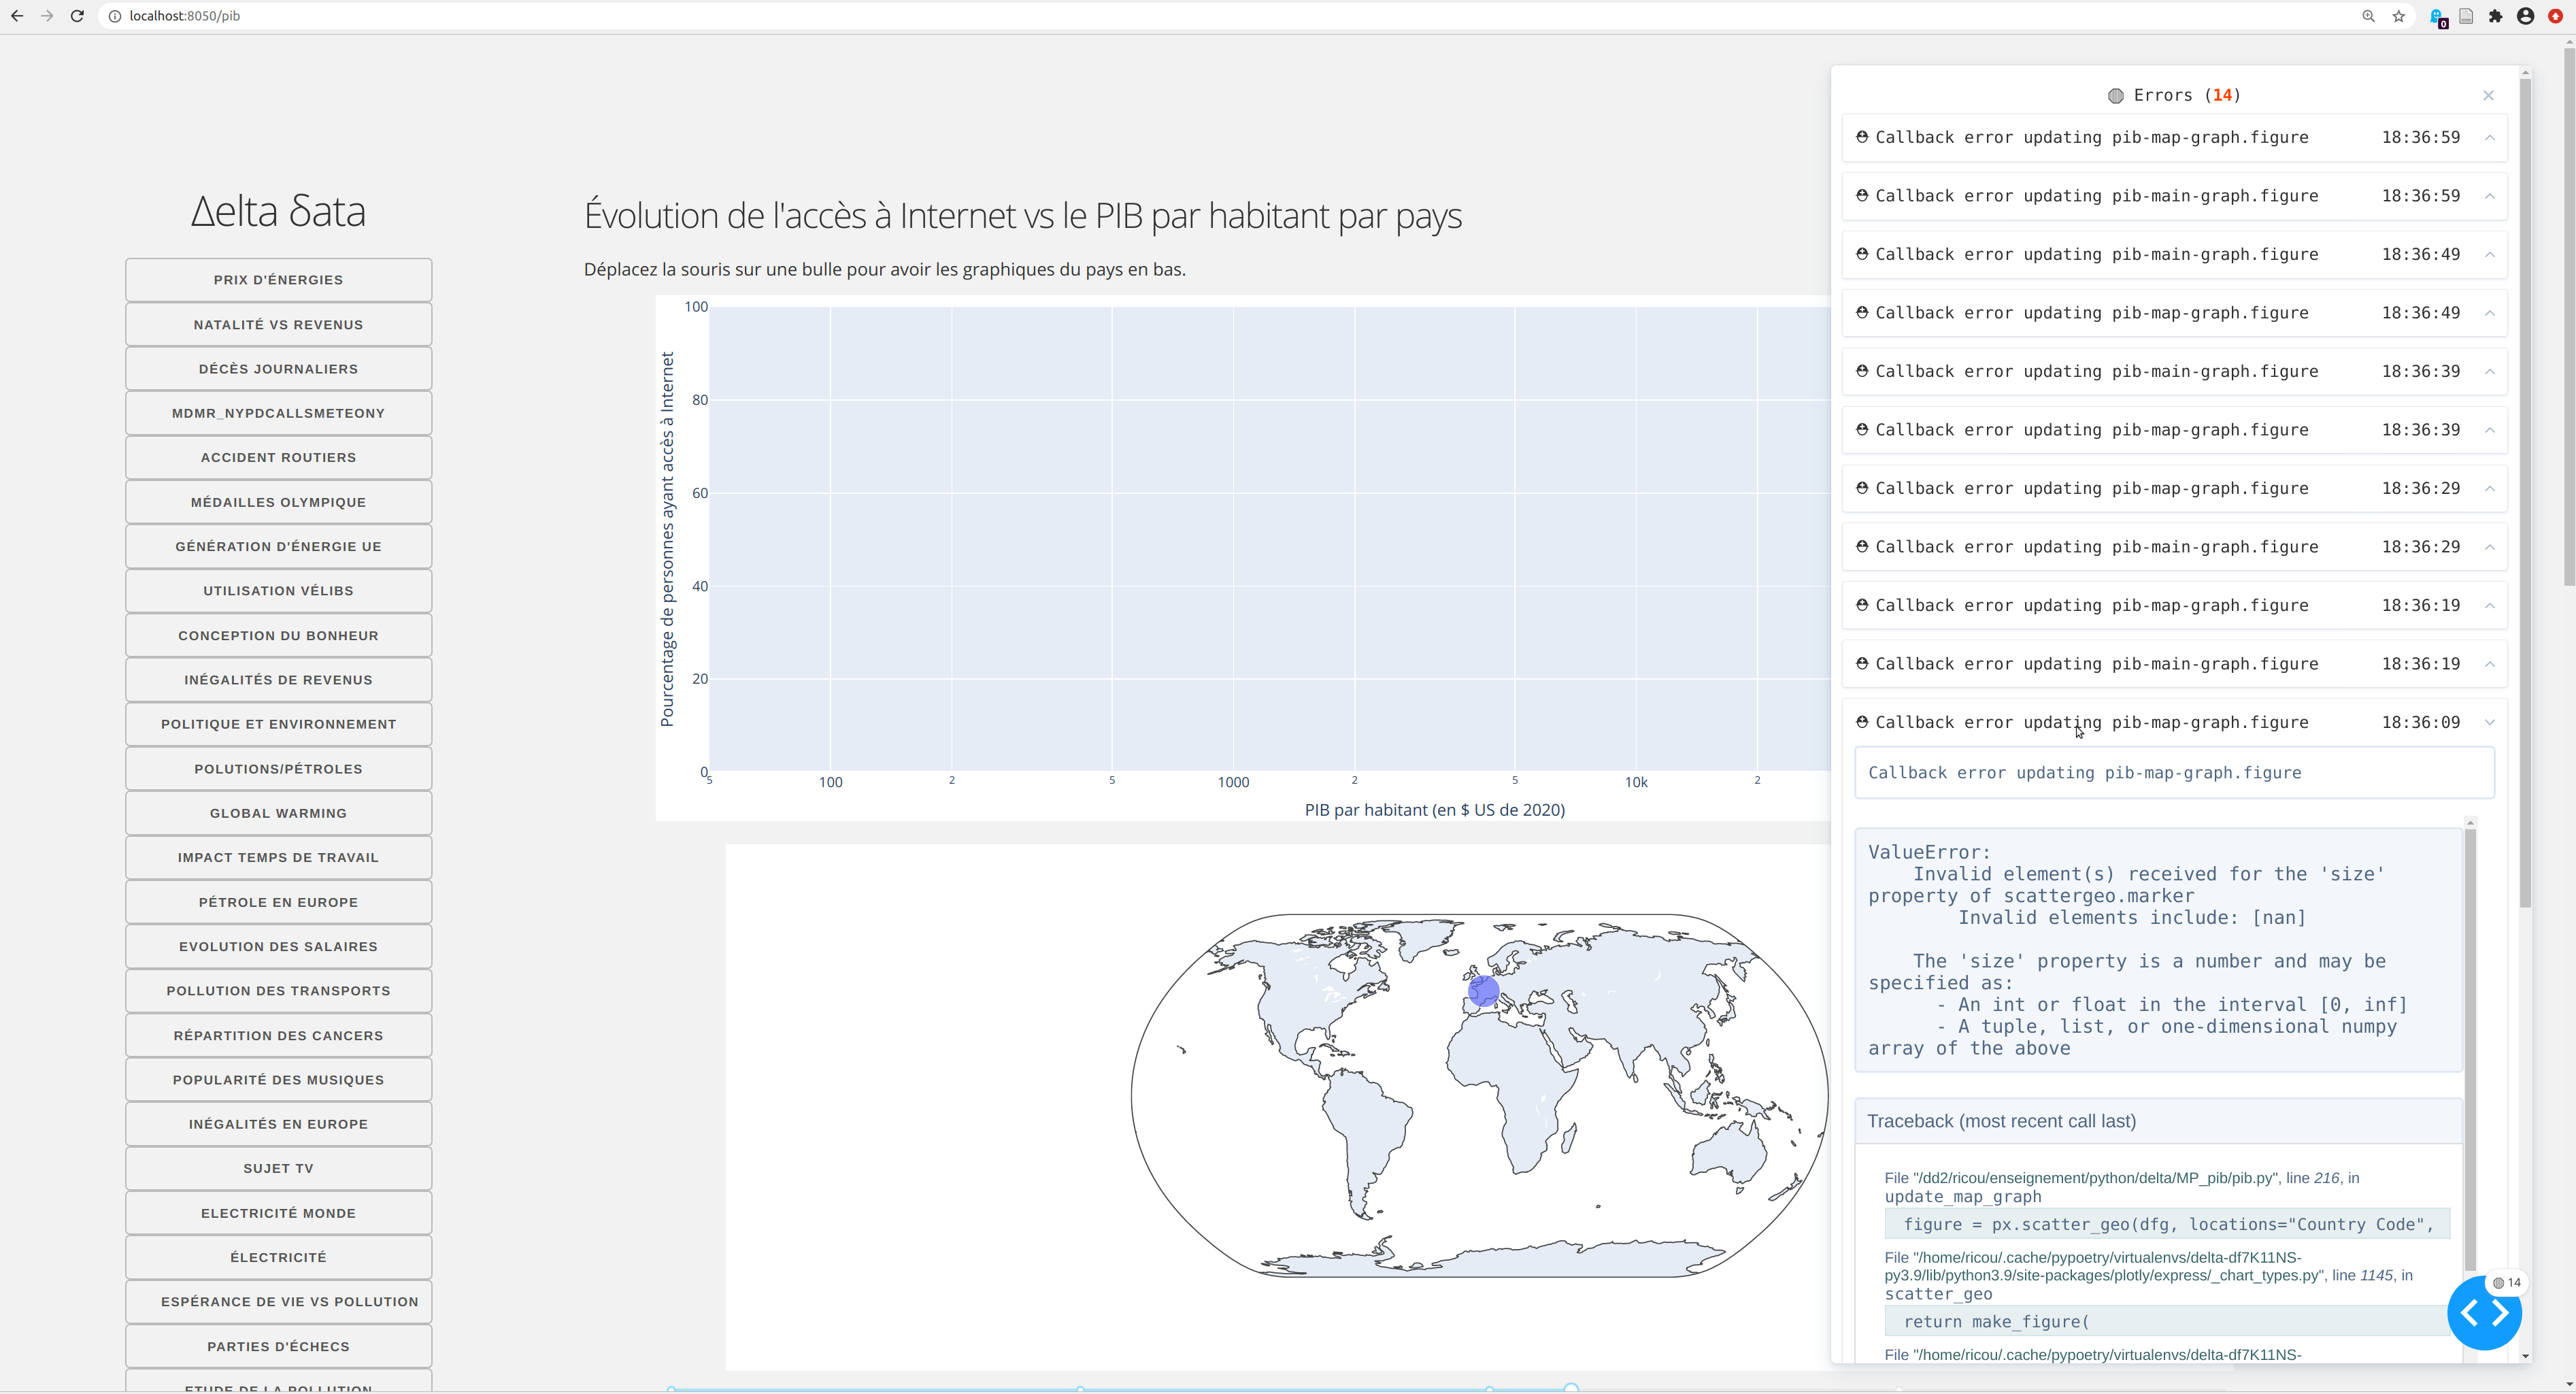 localhost:8050/pib
0
Δelta δata
PRIX D'ÉNERGIES
NATALITÉ VS REVENUS
DÉCÈS JOURNALIERS
MDMR_NYPDCALLSMETEONY
ACCIDENT ROUTIERS
MÉDAILLES OLYMPIQUE
GÉNÉRATION D'ÉNERGIE UE
UTILISATION VÉLIBS
CONCEPTION DU BONHEUR
INÉGALITÉS DE REVENUS
POLITIQUE ET ENVIRONNEMENT
POLUTIONS/PÉTROLES
GLOBAL WARMING
IMPACT TEMPS DE TRAVAIL
PÉTROLE EN EUROPE
EVOLUTION DES SALAIRES
POLLUTION DES TRANSPORTS
RÉPARTITION DES CANCERS
POPULARITÉ DES MUSIQUES
INÉGALITÉS EN EUROPE
SUJET TV
ELECTRICITÉ MONDE
ÉLECTRICITÉ
ESPÉRANCE DE VIE VS POLLUTION
PARTIES D'ÉCHECS
ETUDE DE LA POLLUTION
Évolution de l'accès à Internet vs le PIB par habitant par pays
Déplacez la souris sur une bulle pour avoir les graphiques du pays en bas.
Pourcentage de personnes ayant accès à Internet
100
80
60
40
20
0
5 100 2 5 1000 2 5 10k 2
PIB par habitant (en $ US de 2020)
Errors (14)
Callback error updating pib-map-graph.figure 18:36:59
Callback error updating pib-main-graph.figure 18:36:59
Callback error updating pib-main-graph.figure 18:36:49
Callback error updating pib-map-graph.figure 18:36:49
Callback error updating pib-main-graph.figure 18:36:39
Callback error updating pib-map-graph.figure 18:36:39
Callback error updating pib-map-graph.figure 18:36:29
Callback error updating pib-main-graph.figure 18:36:29
Callback error updating pib-map-graph.figure 18:36:19
Callback error updating pib-main-graph.figure 18:36:19
Callback error updating pib-map-graph.figure 18:36:09
Callback error updating pib-map-graph.figure
ValueError:
Invalid element(s) received for the 'size'
property of scattergeo.marker
Invalid elements include: [nan]
The 'size' property is a number and may be
specified as:
- An int or float in the interval [0, inf]
- A tuple, list, or one-dimensional numpy
array of the above
Traceback (most recent call last)
File "/dd2/ricou/enseignement/python/delta/MP_pib/pib.py", line 216, in
update_map_graph
figure = px.scatter_geo(dfg, locations="Country Code",
File "/home/ricou/.cache/pypoetry/virtualenvs/delta-df7K11NS-
py3.9/lib/python3.9/site-packages/plotly/express/_chart_types.py", line 1145, in
scatter_geo
return make_figure(
File "/home/ricou/.cache/pypoetry/virtualenvs/delta-df7K11NS-
14